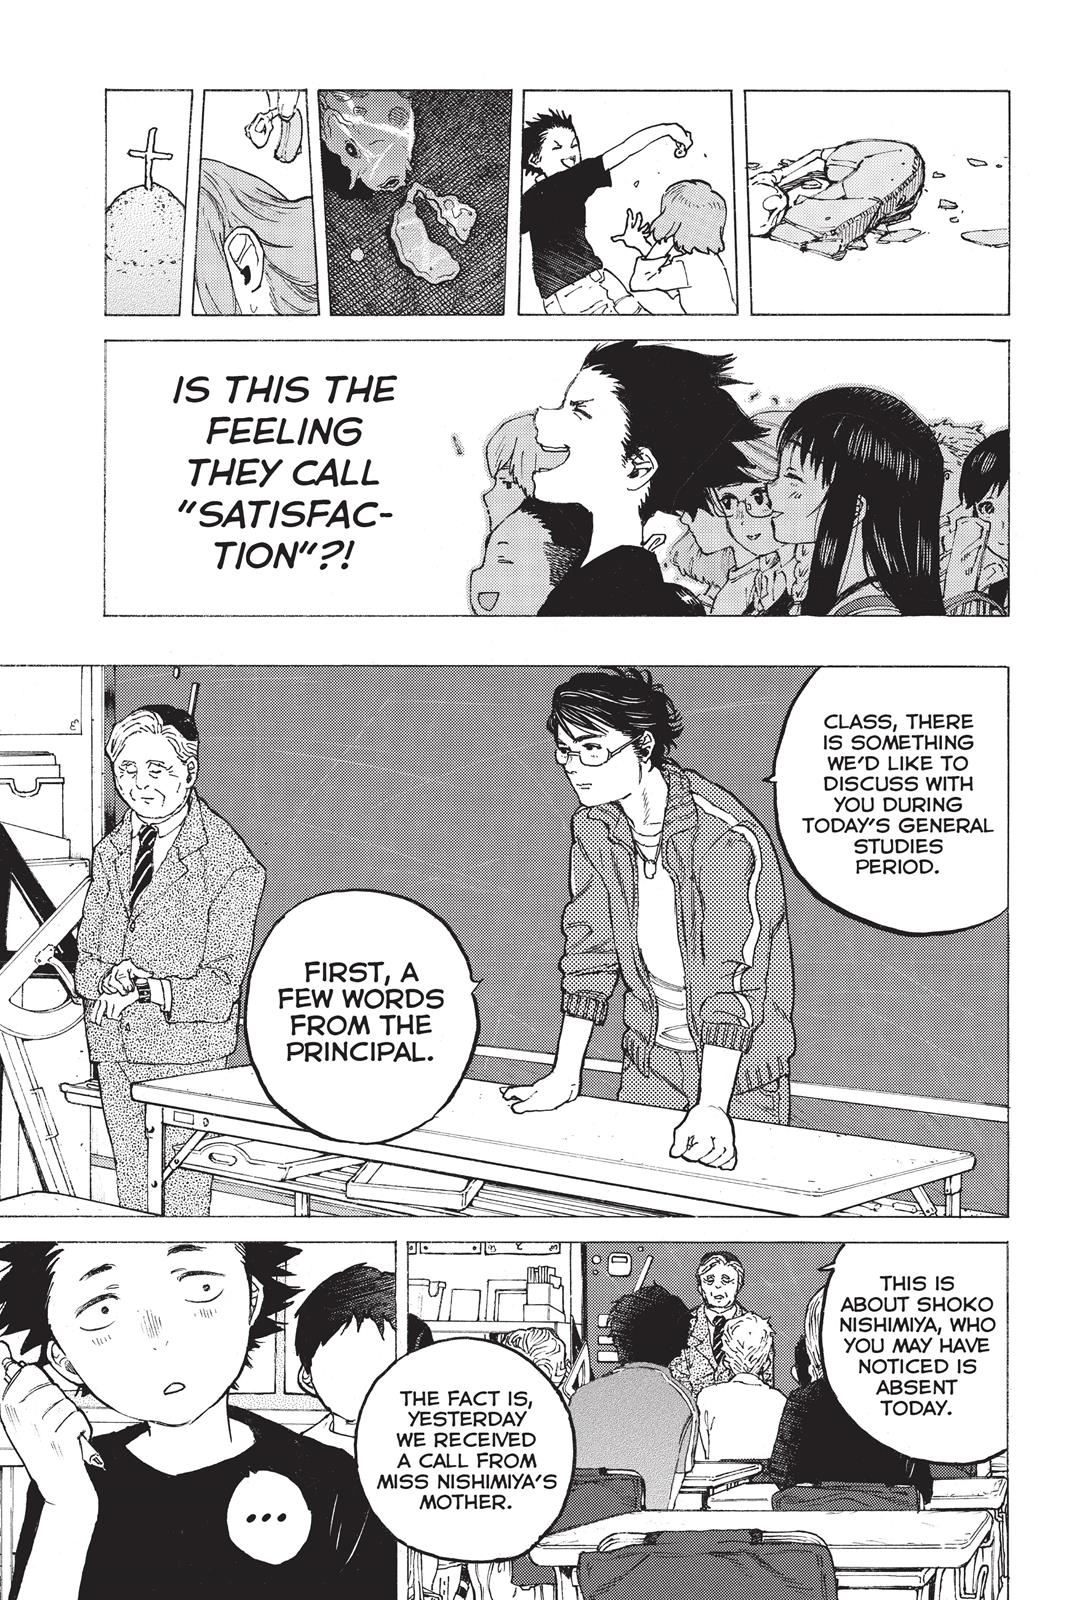 IS THIS THE
FEELING
THEY CALL
"SATISFAC-
TION"?!
CLASS, THERE
IS SOMETHING
WE'D LIKE TO
DISCUSS WITH
YOU DURING
TODAY'S GENERAL
STUDIES
PERIOD.
FIRST, A
FEW WORDS
FROM THE
PRINCIPAL.
THIS IS
ABOUT SHOKO
NISHIMIYA, WHO
YOU MAY HAVE
NOTICED IS
ABSENT
TODAY.
THE FACT IS,
YESTERDAY
WE RECEIVED
A CALL FROM
MISS NISHIMIYA'S
MOTHER.
...